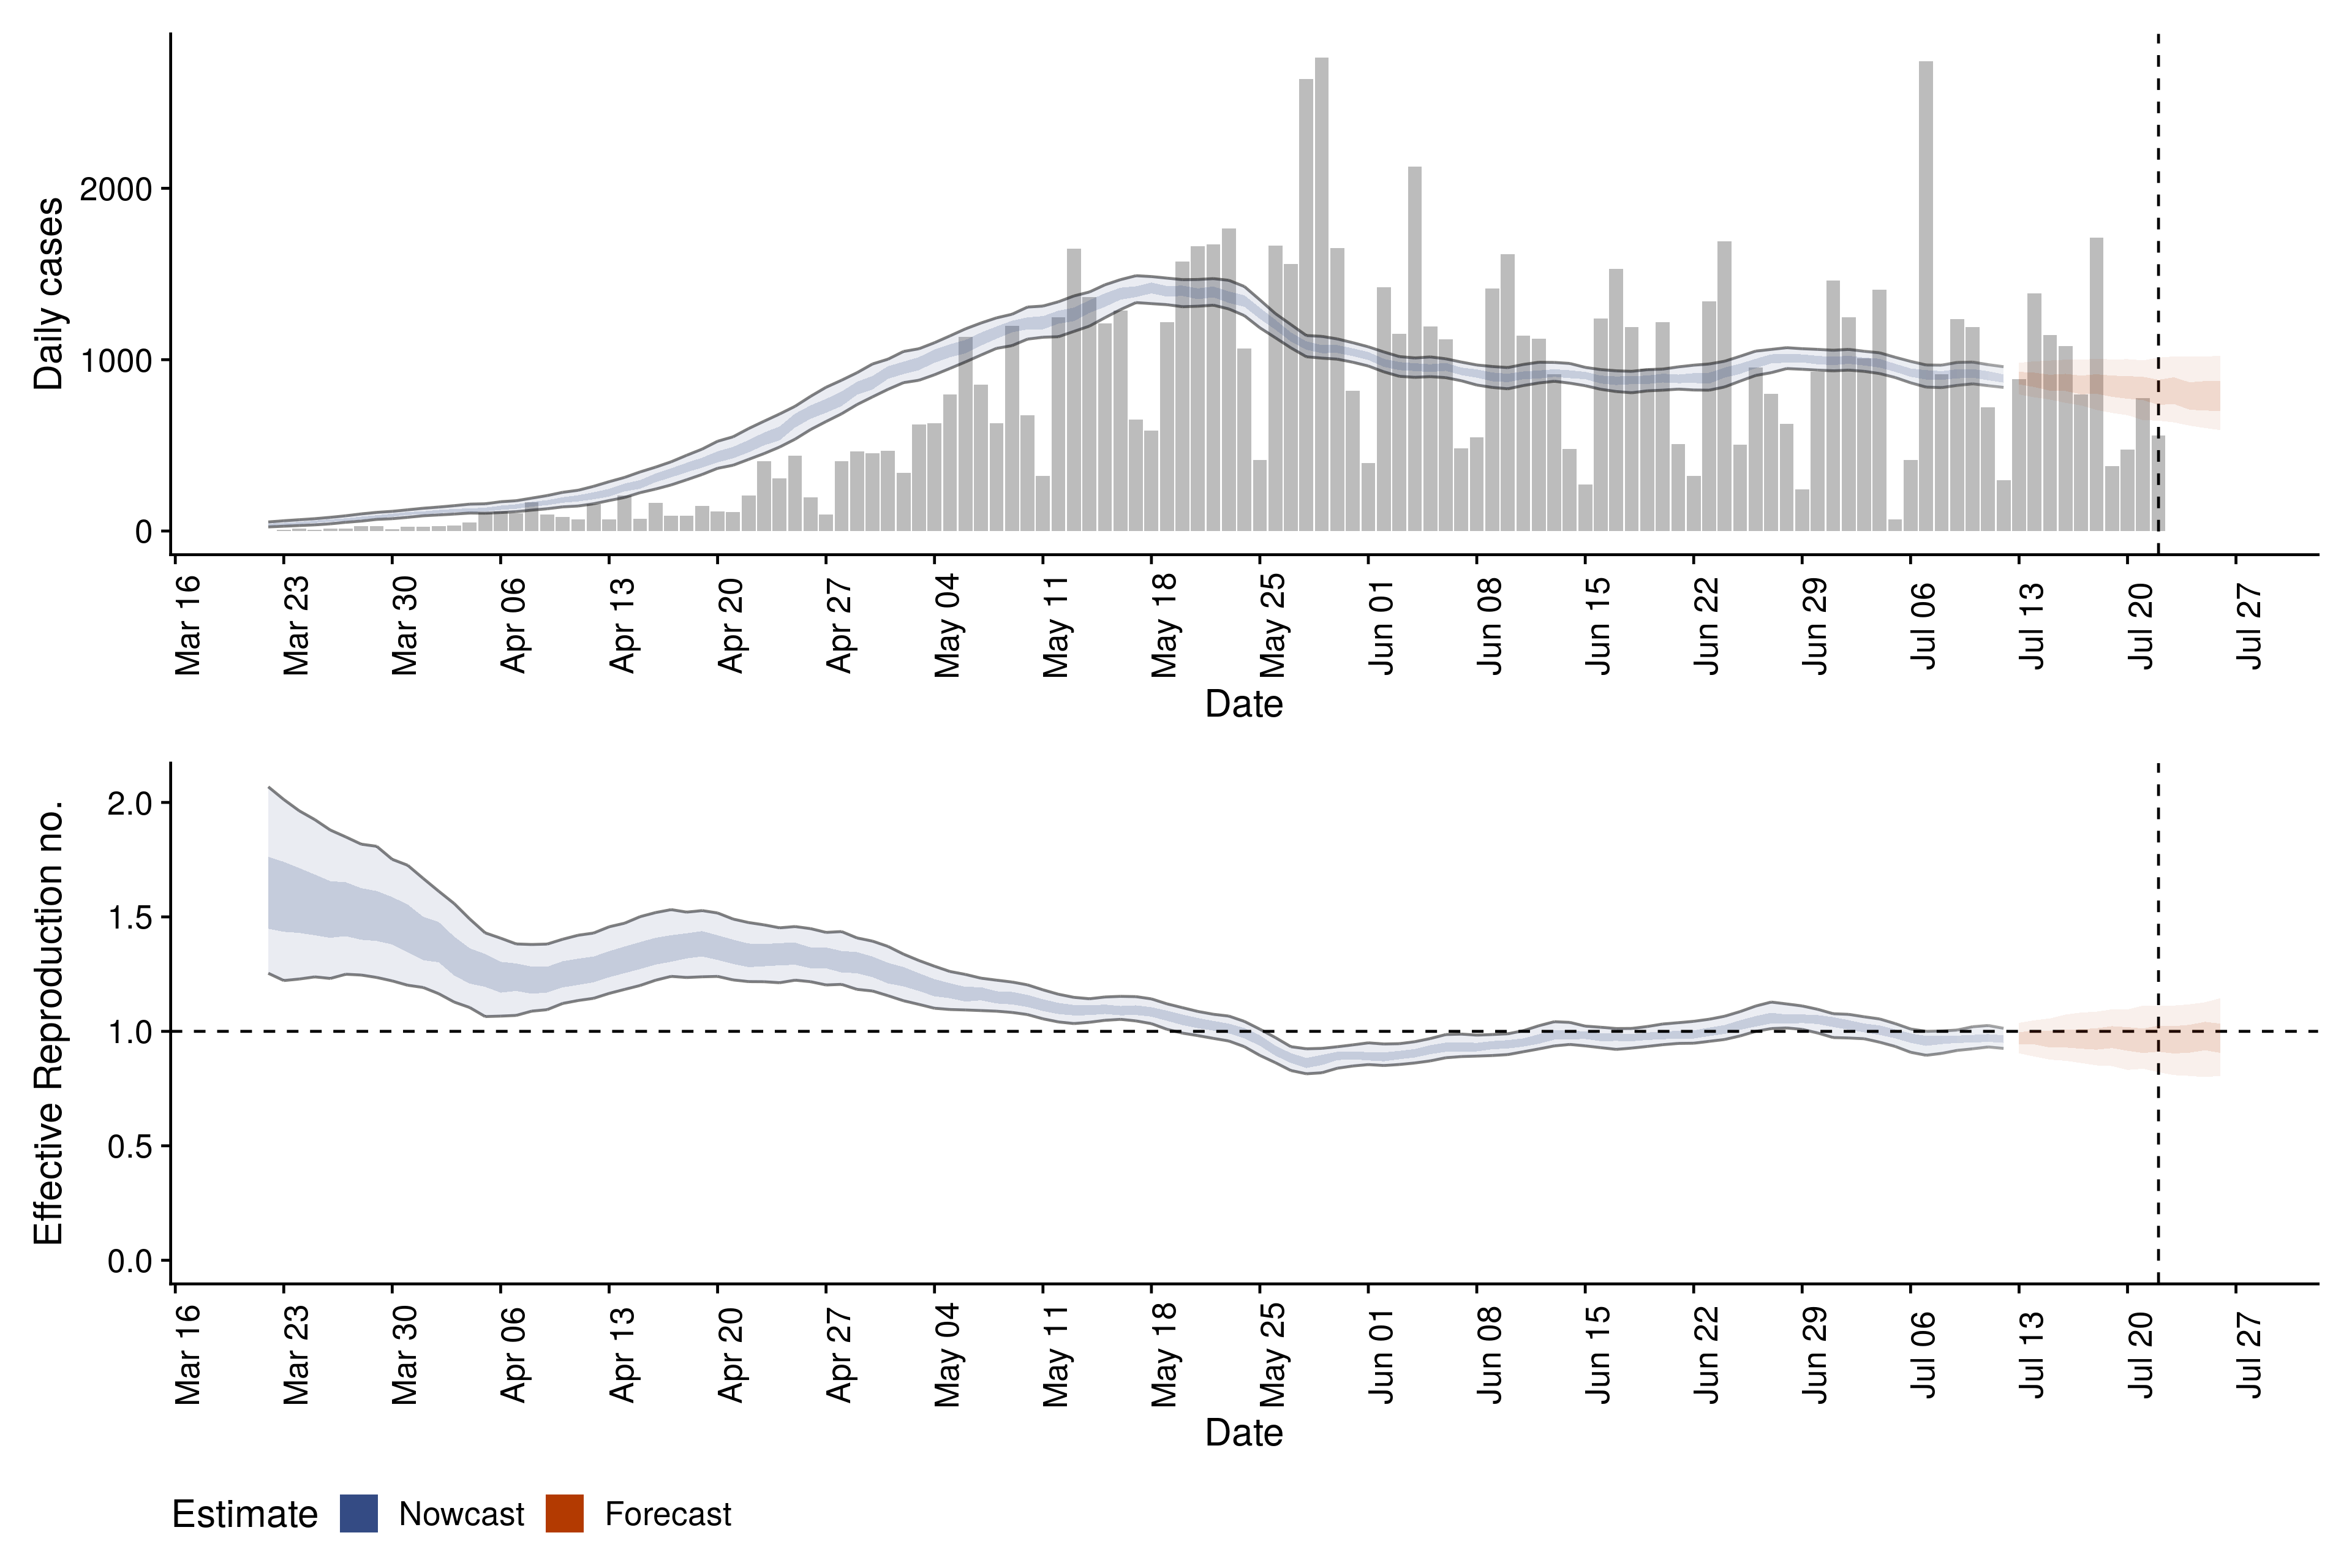 Daily cases
2000
1000
0
Mar 16
Mar 23
Mar 30
Apr 06
Apr 13
Apr 20
Apr 27
May 04
May 11
May 18
May 25
Jun 01
Jun 08
Jun 15
Jun 22
Jun 29
Jul 06
Jul 13
Jul 20
Jul 27
Date
Effective Reproduction no.
2.0
1.5
1.0
0.5
0.0
Mar 16
Mar 23
Mar 30
Apr 06
Apr 13
Apr 20
Apr 27
May 04
May 11
May 18
May 25
Jun 01
Jun 08
Jun 15
Jun 22
Jun 29
Jul 06
Jul 13
Jul 20
Jul 27
Date
Estimate Nowcast Forecast